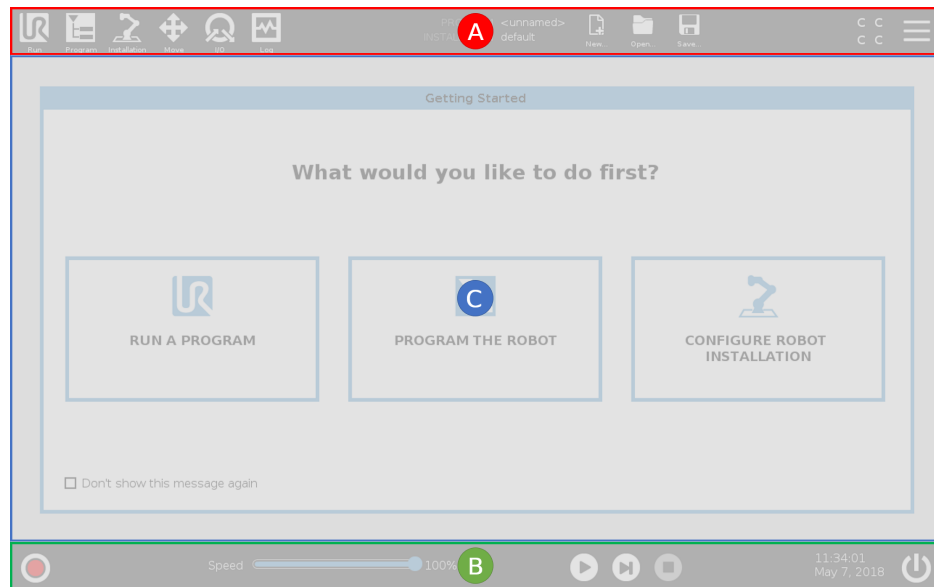 <unnamed>
A
default
C C
C C
Run
Program
Installation
Move
I/O
Log
New...
Open...
Save...
Getting Started
What would you like to do first?
C
RUN A PROGRAM
PROGRAM THE ROBOT
CONFIGURE ROBOT
INSTALLATION
Don't show this message again
Speed
100%
B
11:34:01
May 7, 2018